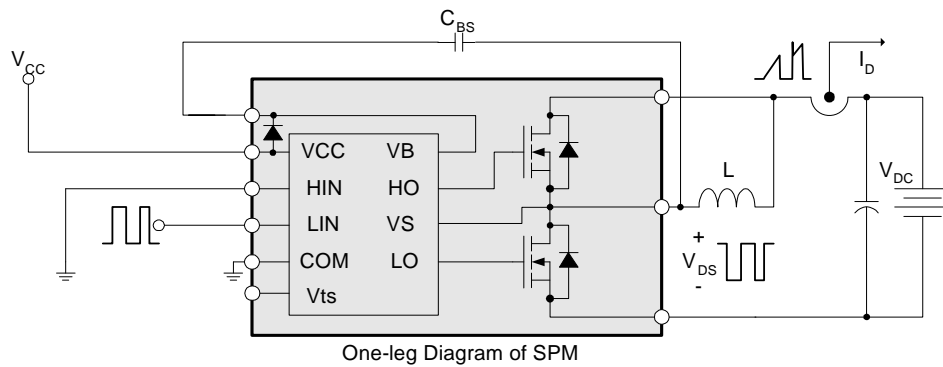 C_BS
V_CC
I_D
VCC VB
HIN HO
LIN VS
COM LO
Vts
L
V_DC
+
V_DS
-
One-leg Diagram of SPM